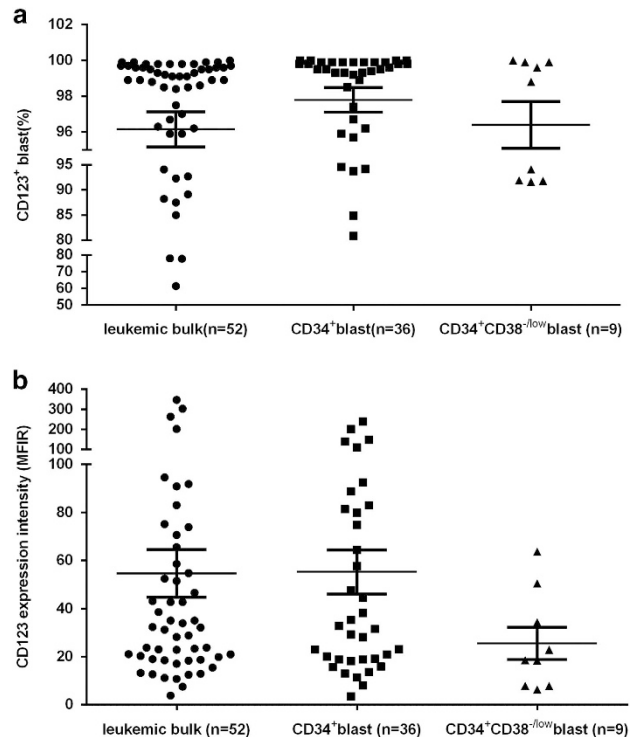 a
CD123+ blast(%)
100
98
96
95
90
85
80
80
70
60
50
leukemic bulk(n=52)
CD34+blast(n=36)
CD34+CD38-/lowblast (n=9)
b
CD123 expression intensity (MFIR)
400
300
200
100
100
80
60
40
20
0
leukemic bulk (n=52)
CD34+blast(n=36)
CD34+CD38-/lowblast(n=9)